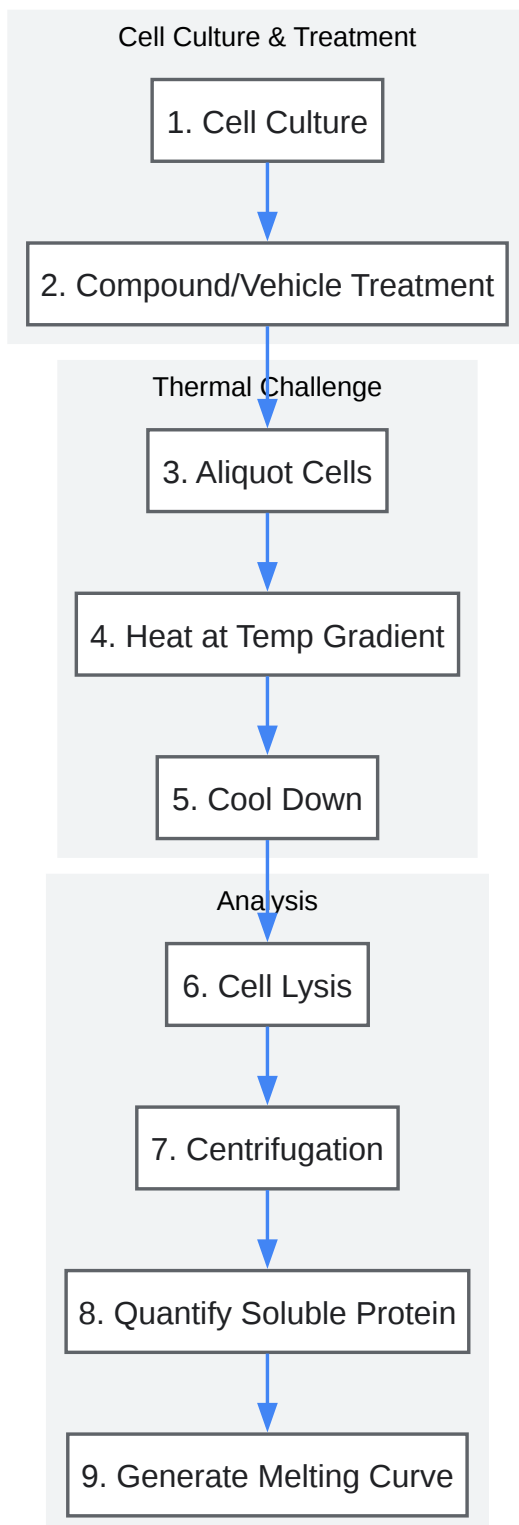 Cell Culture & Treatment
1. Cell Culture
2. Compound/Vehicle Treatment
Thermal Challenge
3. Aliquot Cells
4. Heat at Temp Gradient
5. Cool Down
Analysis
6. Cell Lysis
7. Centrifugation
8. Quantify Soluble Protein
9. Generate Melting Curve